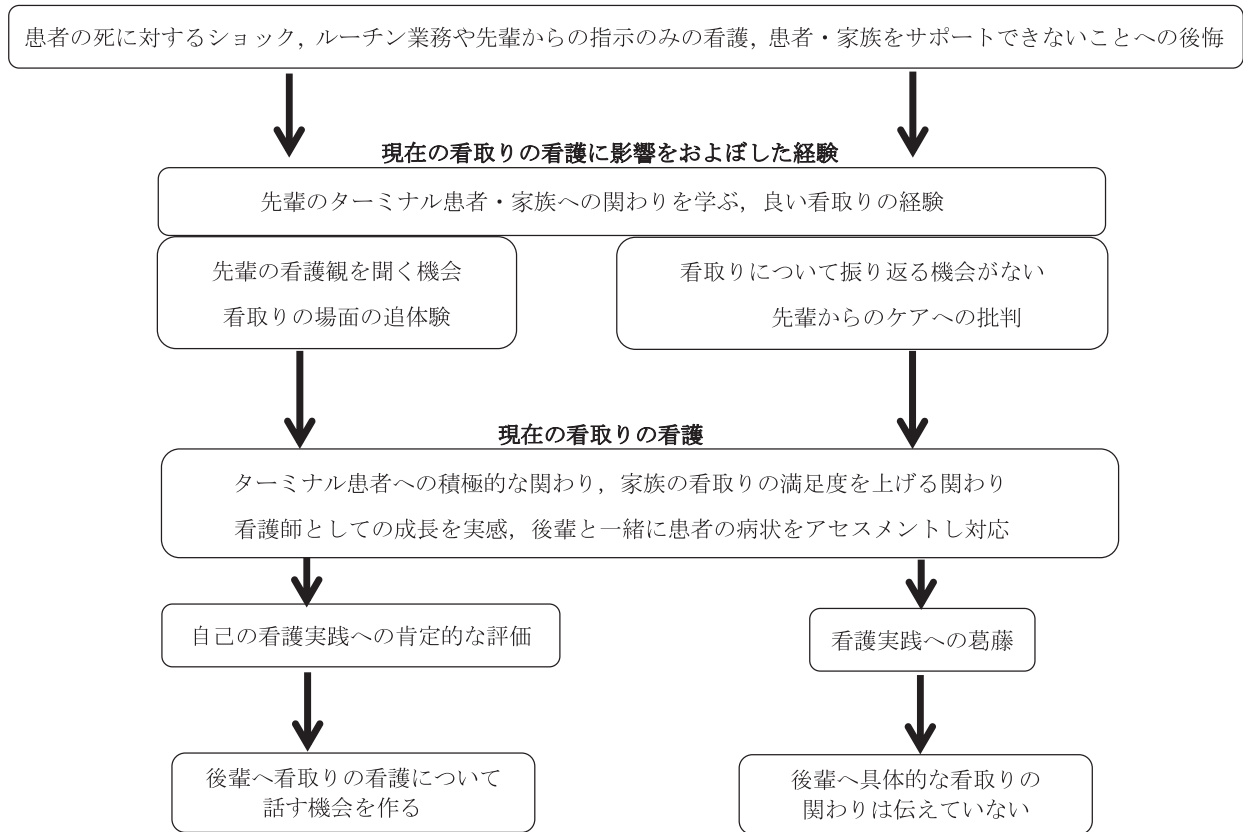 患者の死に対するショック，ルーチン業務や先輩からの指示のみの看護，患者・家族をサポートできないことへの後悔
現在の看取りの看護に影響をおよぼした経験
先輩のターミナル患者・家族への関わりを学ぶ，良い看取りの経験
先輩の看護観を聞く機会
看取りの場面の追体験
看取りについて振り返る機会がない
先輩からのケアへの批判
現在の看取りの看護
ターミナル患者への積極的な関わり，家族の看取りの満足度を上げる関わり
看護師としての成長を実感，後輩と一緒に患者の病状をアセスメントし対応
自己の看護実践への肯定的な評価
看護実践への葛藤
後輩へ看取りの看護について
話す機会を作る
後輩へ具体的な看取りの
関わりは伝えていない